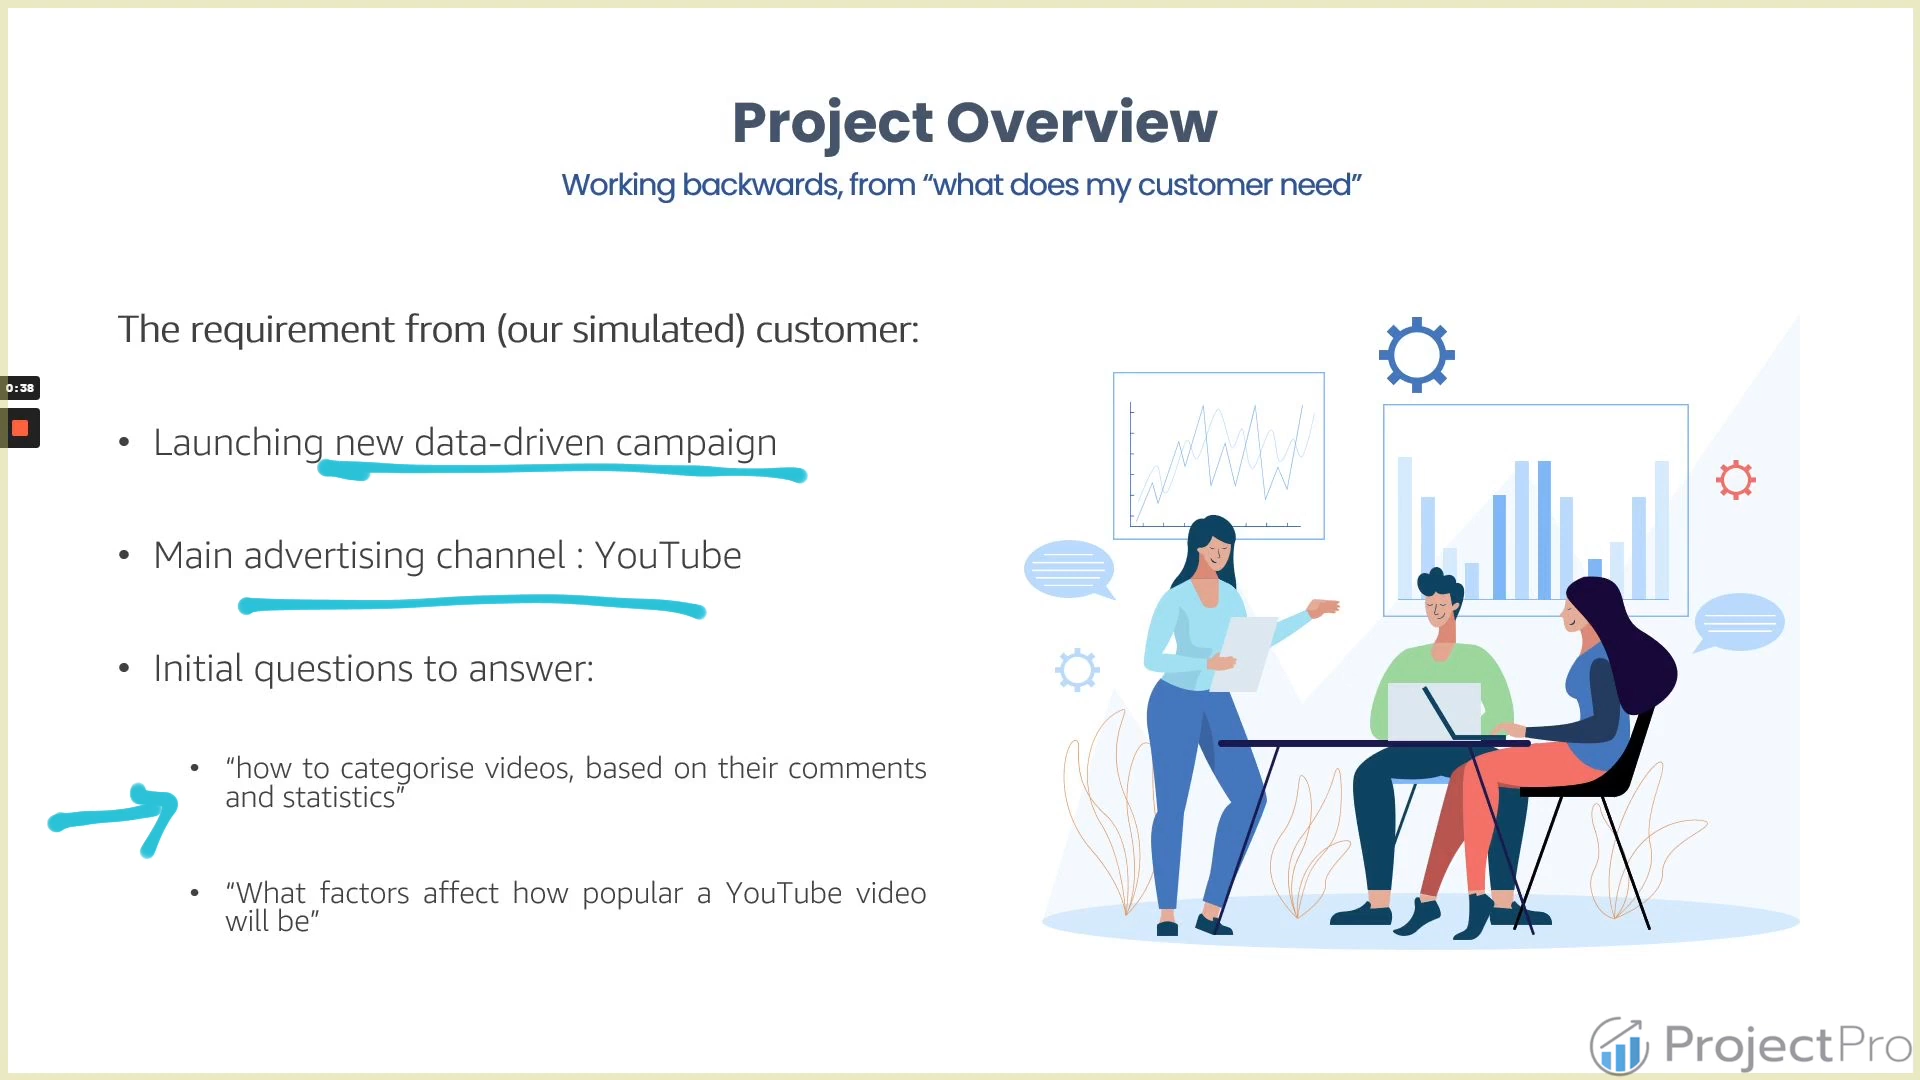 Project Overview
Working backwards, from “what does my customer need”
The requirement from (our simulated) customer:
0:38
• Launching new data-driven campaign
• Main advertising channel : YouTube
• Initial questions to answer:
• “how to categorise videos, based on their comments
and statistics”
• “What factors affect how popular a YouTube video
will be”
ProjectPro